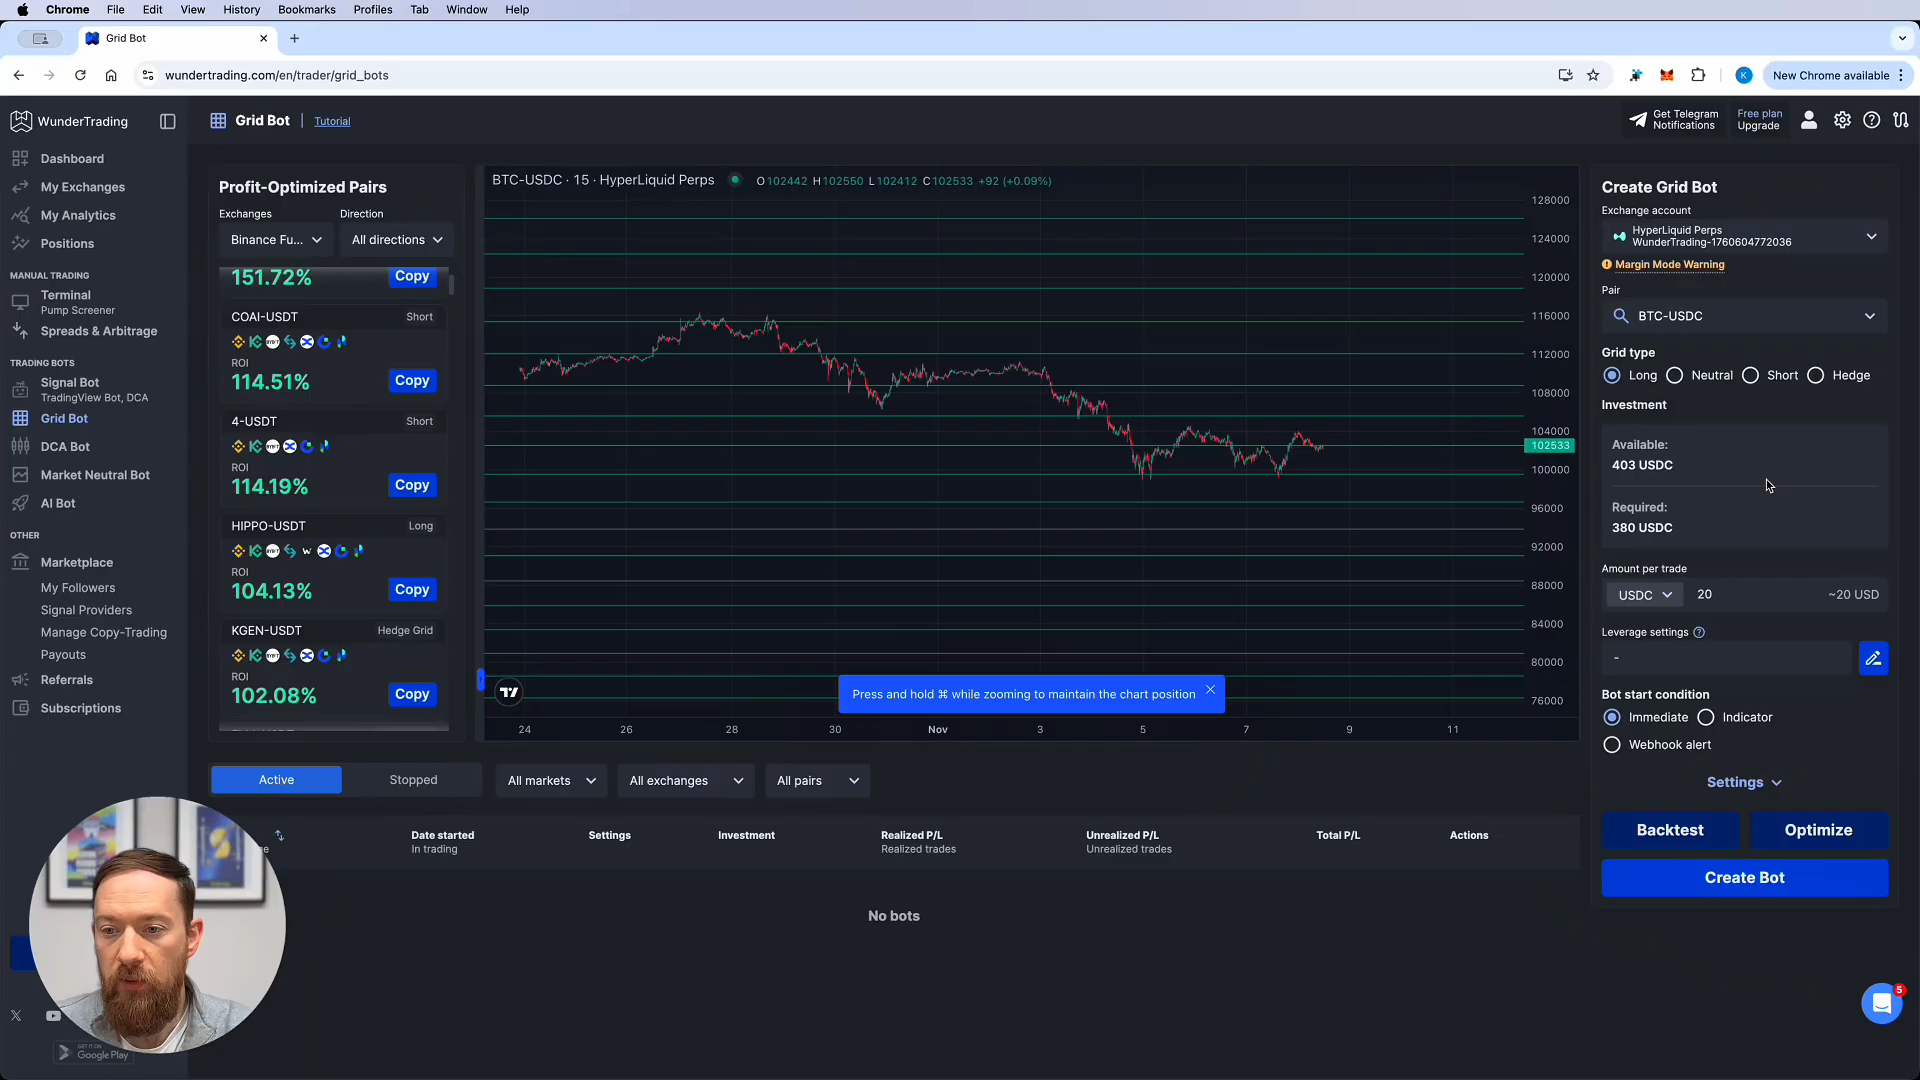 Chrome File Edit View History Bookmarks Profiles Tab Window Help
Grid Bot
wundertrading.com/en/trader/grid_bots
K
New Chrome available
WunderTrading
Dashboard
My Exchanges
My Analytics
Positions
MANUAL TRADING
Terminal
Pump Screener
Spreads & Arbitrage
TRADING BOTS
Signal Bot
TradingView Bot, DCA
Grid Bot
DCA Bot
Market Neutral Bot
AI Bot
OTHER
Marketplace
My Followers
Signal Providers
Manage Copy-Trading
Payouts
Referrals
Subscriptions
GET IT ON
Google Play
Grid Bot | Tutorial
Get Telegram
Notifications
Free plan
Upgrade
Profit-Optimized Pairs
Exchanges Direction
Binance Fu... All directions
151.72% Copy
COAI-USDT Short
ROI
114.51% Copy
4-USDT Short
ROI
114.19% Copy
HIPPO-USDT Long
ROI
104.13% Copy
KGEN-USDT Hedge Grid
ROI
102.08% Copy
BTC-USDC · 15 · HyperLiquid Perps O102442 H102550 L102412 C102533 +92 (+0.09%)
128000
124000
120000
116000
112000
108000
104000
102533
100000
96000
92000
88000
84000
80000
76000
Press and hold ⌘ while zooming to maintain the chart position
24 26 28 30 Nov 3 5 7 9 11
Active Stopped All markets All exchanges All pairs
Date started Settings Investment Realized P/L Unrealized P/L Total P/L Actions
In trading Realized trades Unrealized trades
No bots
Create Grid Bot
Exchange account
HyperLiquid Perps
WunderTrading-1760604772036
Margin Mode Warning
Pair
BTC-USDC
Grid type
Long Neutral Short Hedge
Investment
Available:
403 USDC
Required:
380 USDC
Amount per trade
USDC 20 ~20 USD
Leverage settings
-
Bot start condition
Immediate Indicator
Webhook alert
Settings
Backtest Optimize
Create Bot
5